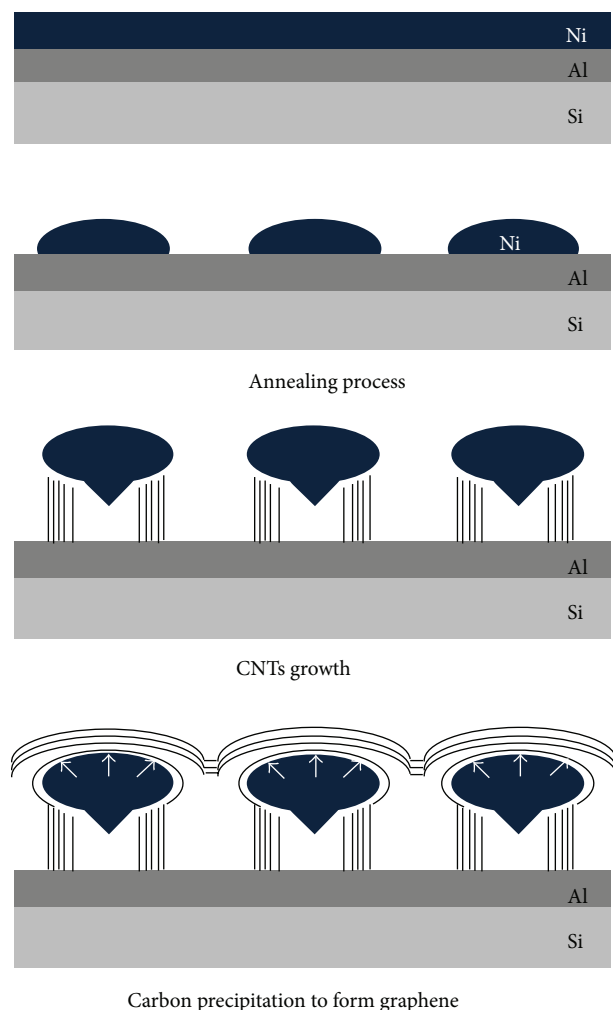 Ni
Al
Si
Ni
Al
Si
Annealing process
Al
Si
CNTs growth
Al
Si
Carbon precipitation to form graphene